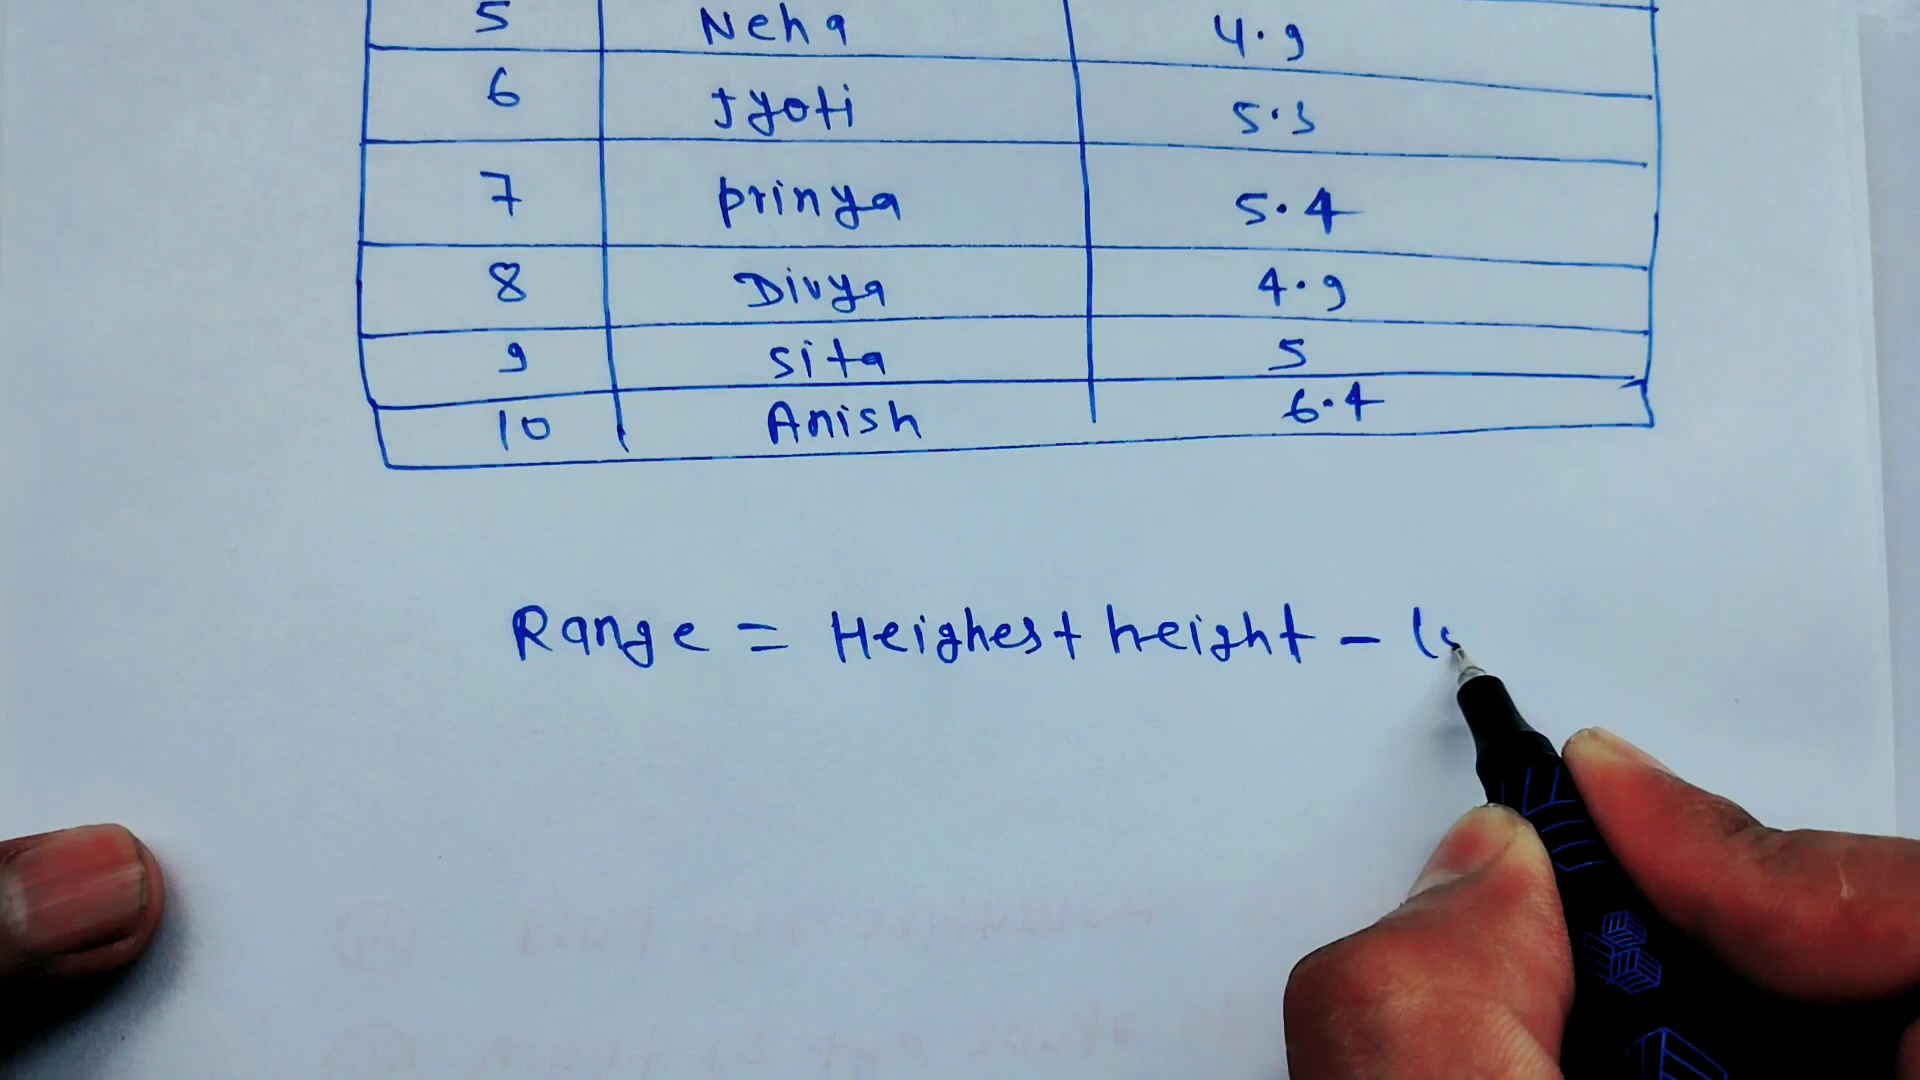 5 Neha 4.9
6 Jyoti 5.3
7 prinya 5.4
8 Divya 4.9
9 sita 5
10 Anish 6.4
Range = Heighest height -